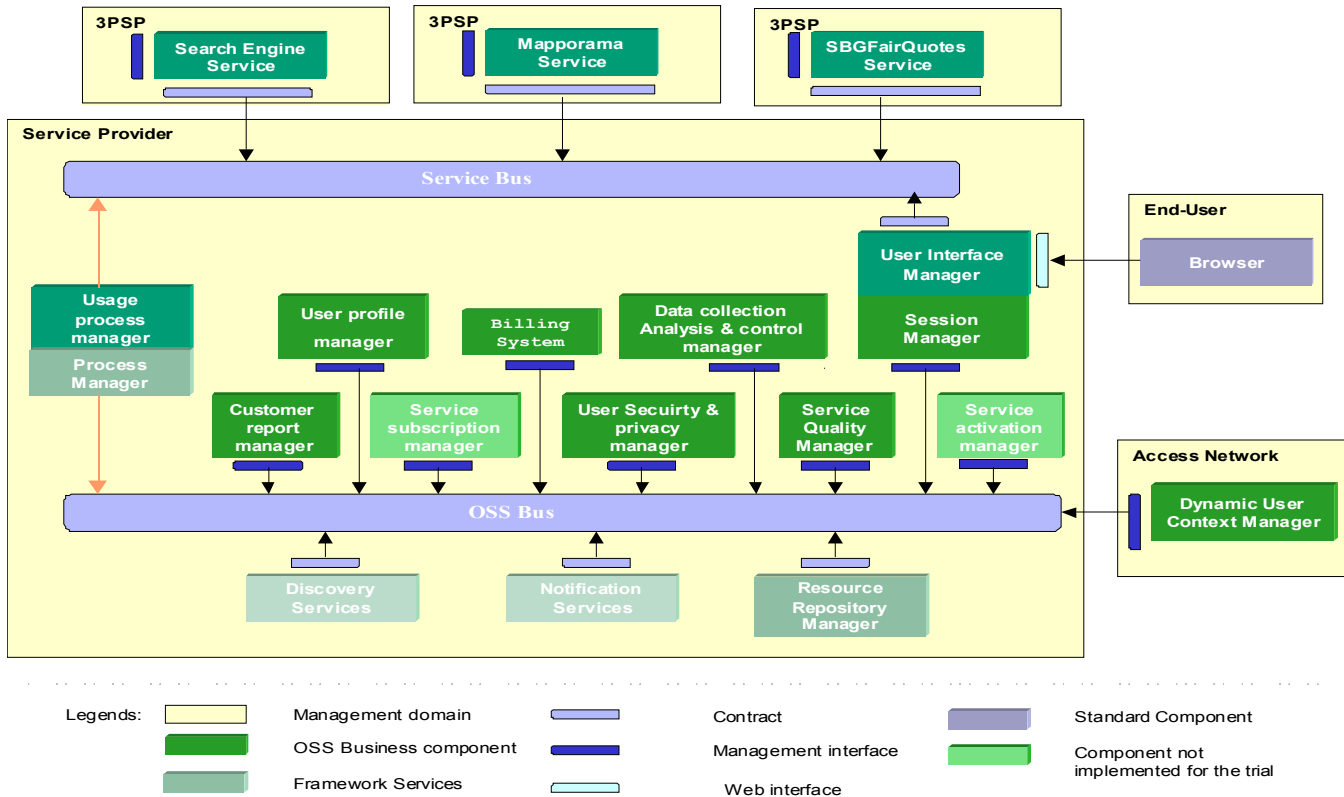 3PSP
Search Engine
Service
3PSP
Mapporama
Service
3PSP
SBGFairQuotes
Service
Service Provider
Service Bus
End-User
Browser
User Interface
Manager
Session
Manager
Usage
process
manager
Process
Manager
User profile
manager
Billing
System
Data collection
Analysis & control
manager
Customer
report
manager
Service
subscription
manager
User Secuirty &
privacy
manager
Service
Quality
Manager
Service
activation
manager
Access Network
Dynamic User
Context Manager
OSS Bus
Discovery
Services
Notification
Services
Resource
Repository
Manager
Legends:
Management domain
Contract
Standard Component
OSS Business component
Management interface
Component not
implemented for the trial
Framework Services
Web interface